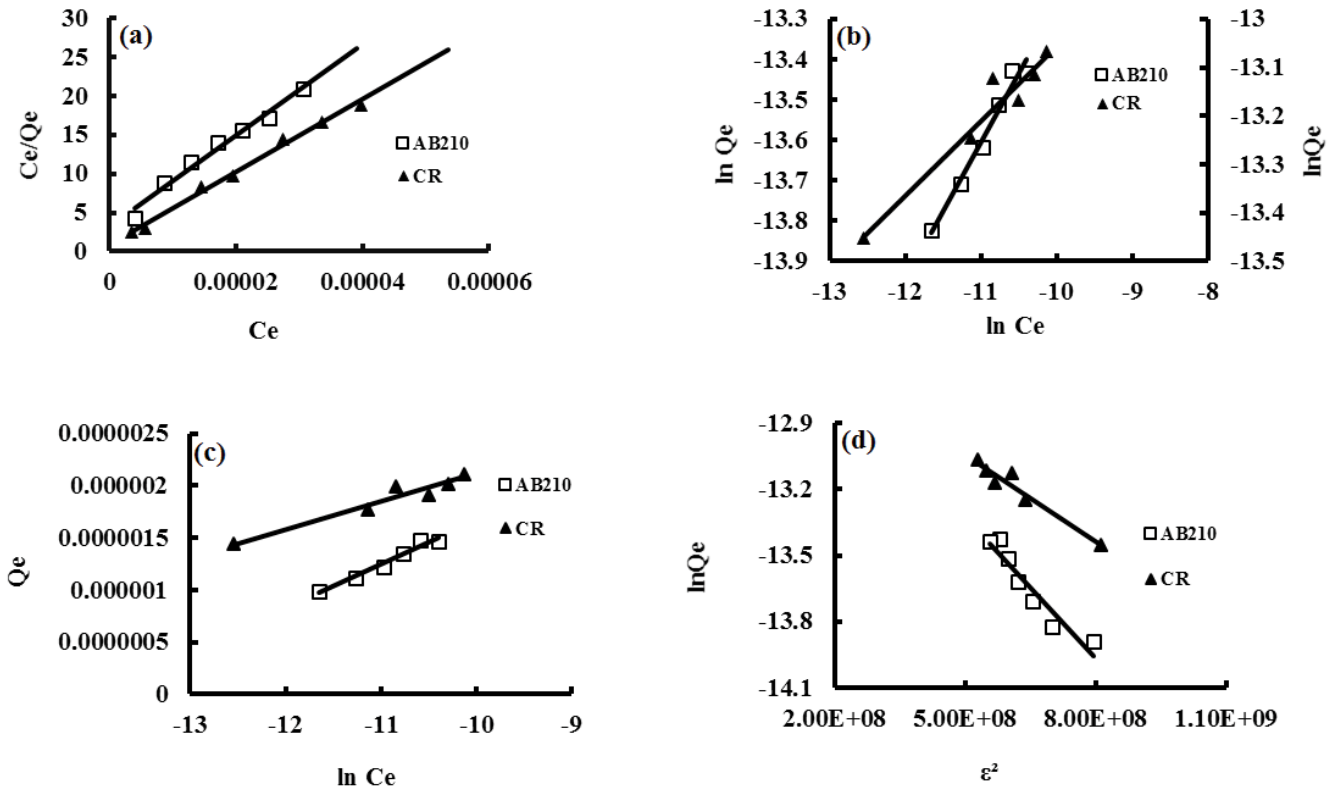 (a)
30
25
20
15
10
5
0
Ce/Qe
0 0.00002 0.00004 0.00006
Ce
AB210
CR
(b)
-13.3
-13.4
-13.5
-13.6
-13.7
-13.8
-13.9
ln Qe
-13 -12 -11 -10 -9 -8
ln Ce
-13
-13.1
-13.2
-13.3
-13.4
-13.5
lnQe
AB210
CR
(c)
0.0000025
0.000002
0.0000015
0.000001
0.0000005
0
Qe
-13 -12 -11 -10 -9
ln Ce
AB210
CR
(d)
-12.9
-13.2
-13.5
-13.8
-14.1
lnQe
2.00E+08 5.00E+08 8.00E+08 1.10E+09
ε²
AB210
CR